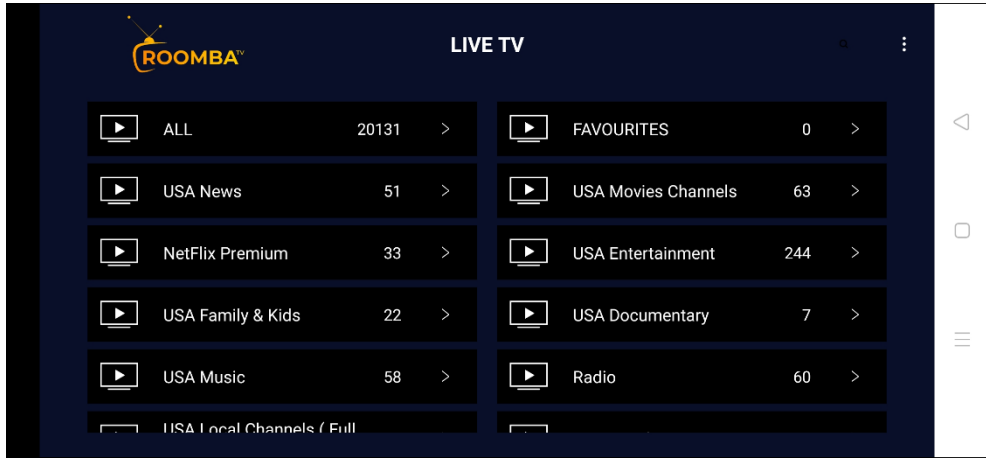 ROOMBA TV
LIVE TV
ALL 20131 >
FAVOURITES 0 >
USA News 51 >
USA Movies Channels 63 >
NetFlix Premium 33 >
USA Entertainment 244 >
USA Family & Kids 22 >
USA Documentary 7 >
USA Music 58 >
Radio 60 >
USA Local Channels ( Full